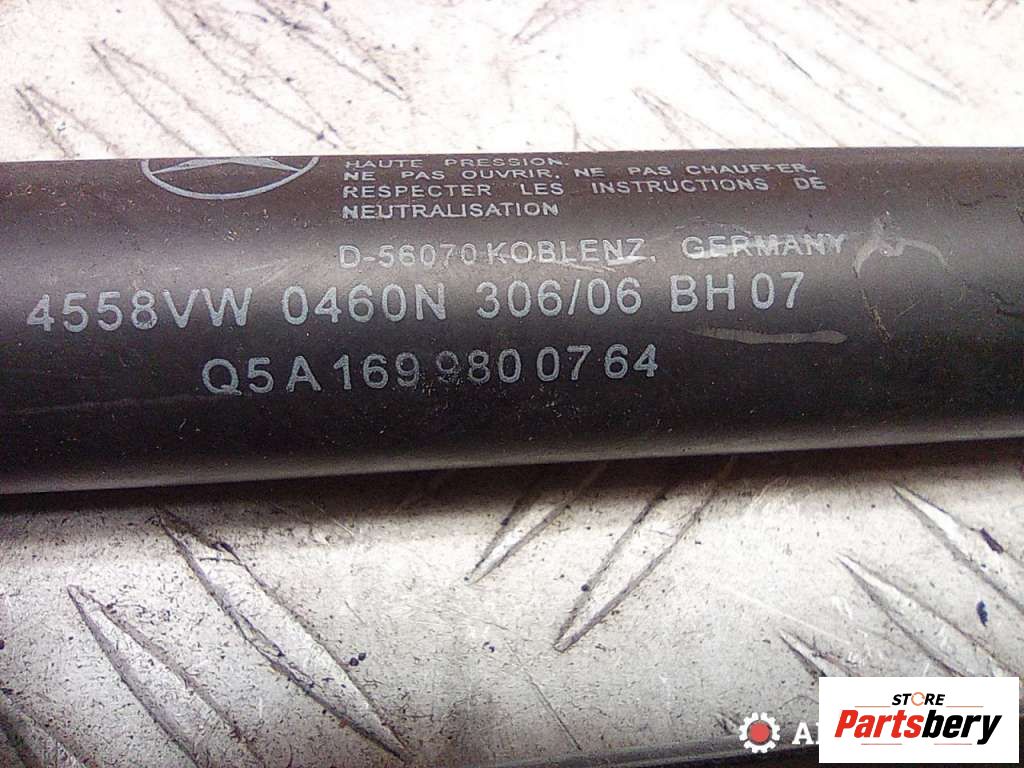 HAUTE PRESSION.
NE PAS OUVRIR. NE PAS CHAUFFER.
RESPECTER LES INSTRUCTIONS DE
NEUTRALISATION
D-56070 KOBLENZ, GERMANY
4558VW 0460N 306/06 BH07
Q5 A 169 980 07 64
STORE
Partsbery